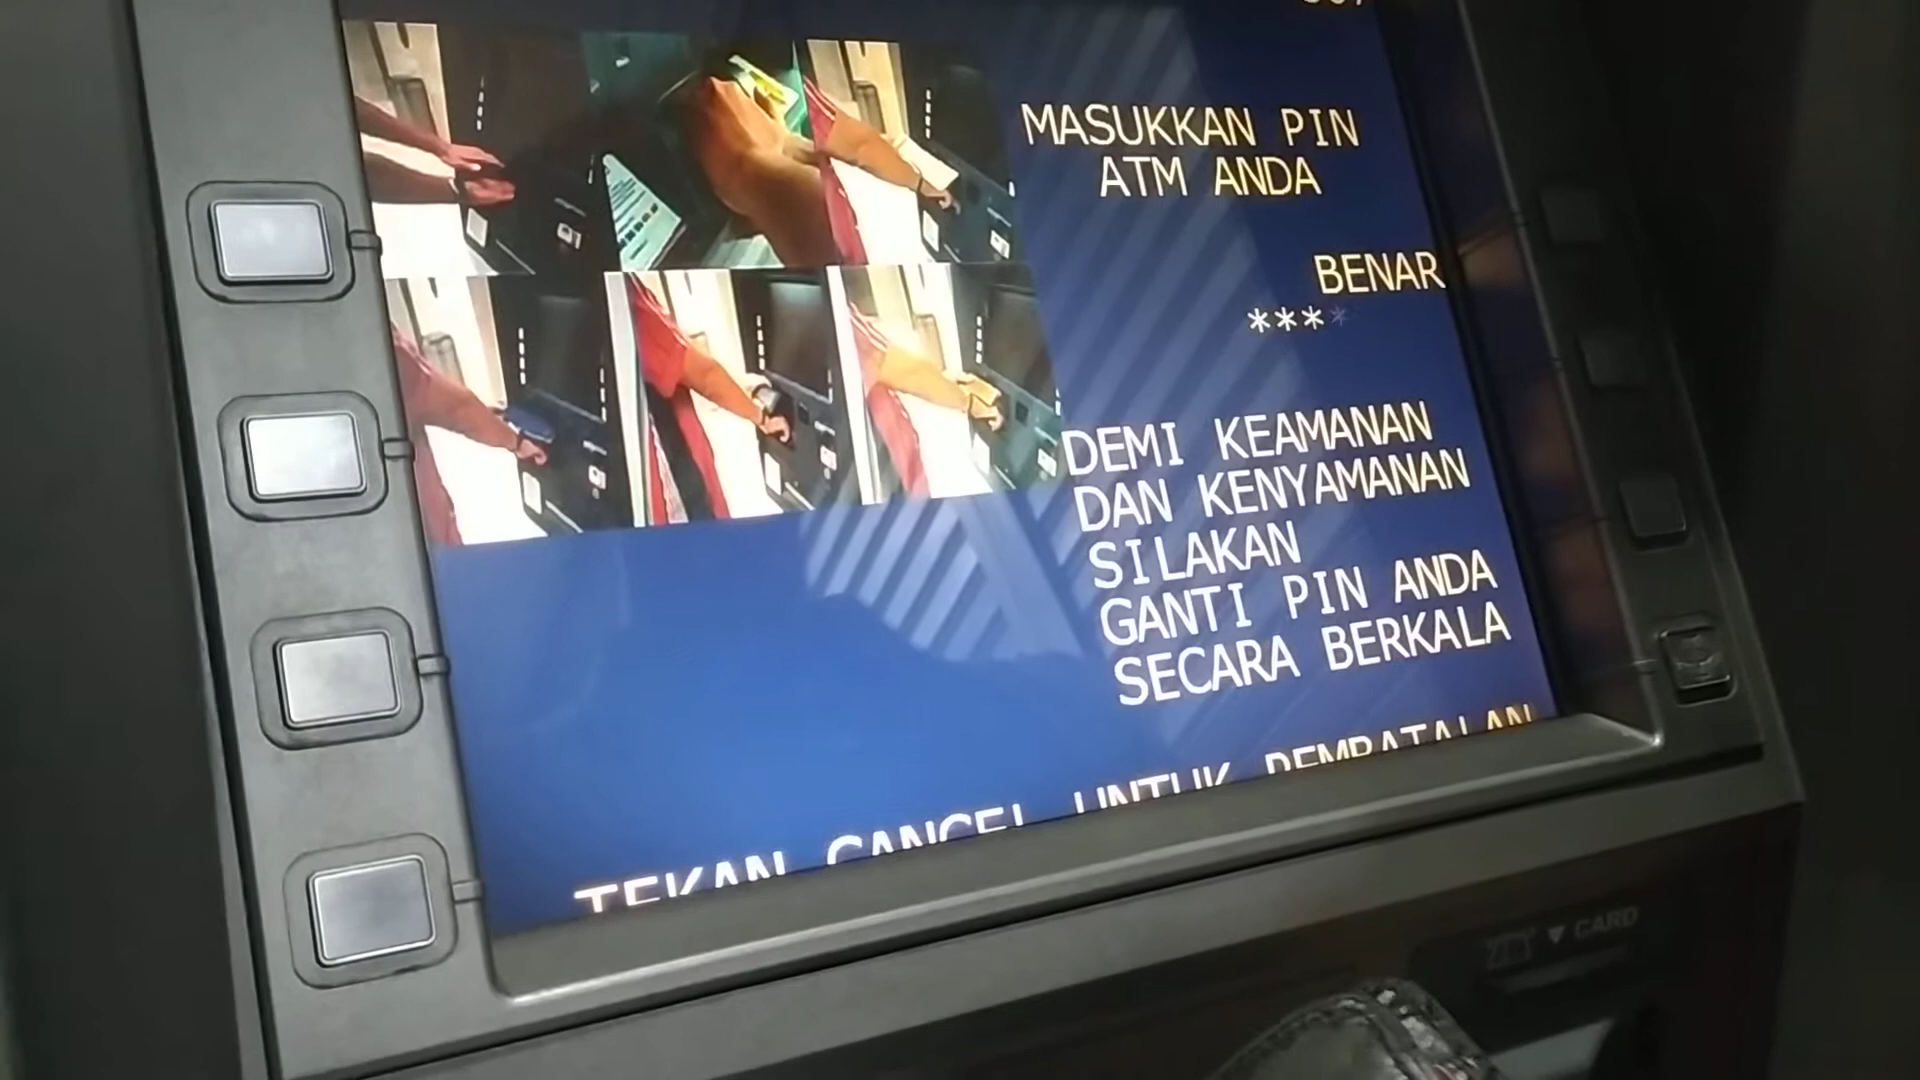 MASUKKAN PIN
ATM ANDA
BENAR
****
DEMI KEAMANAN
DAN KENYAMANAN
SILAKAN
GANTI PIN ANDA
SECARA BERKALA
TEKAN CANCEL UNTUK PEMBATALAN
CARD